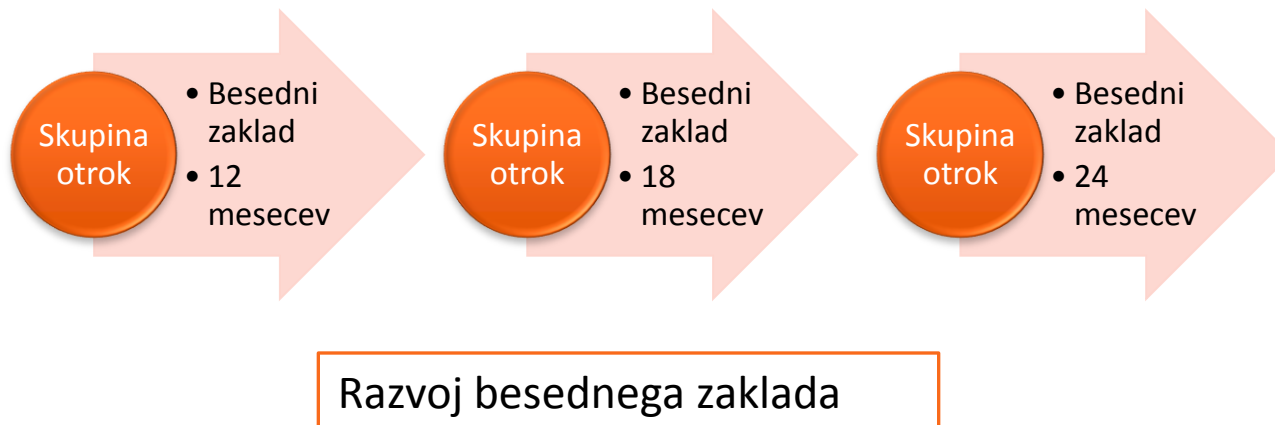 Skupina
otrok
• Besedni
zaklad
• 12
mesecev
Skupina
otrok
• Besedni
zaklad
• 18
mesecev
Skupina
otrok
• Besedni
zaklad
• 24
mesecev
Razvoj besednega zaklada